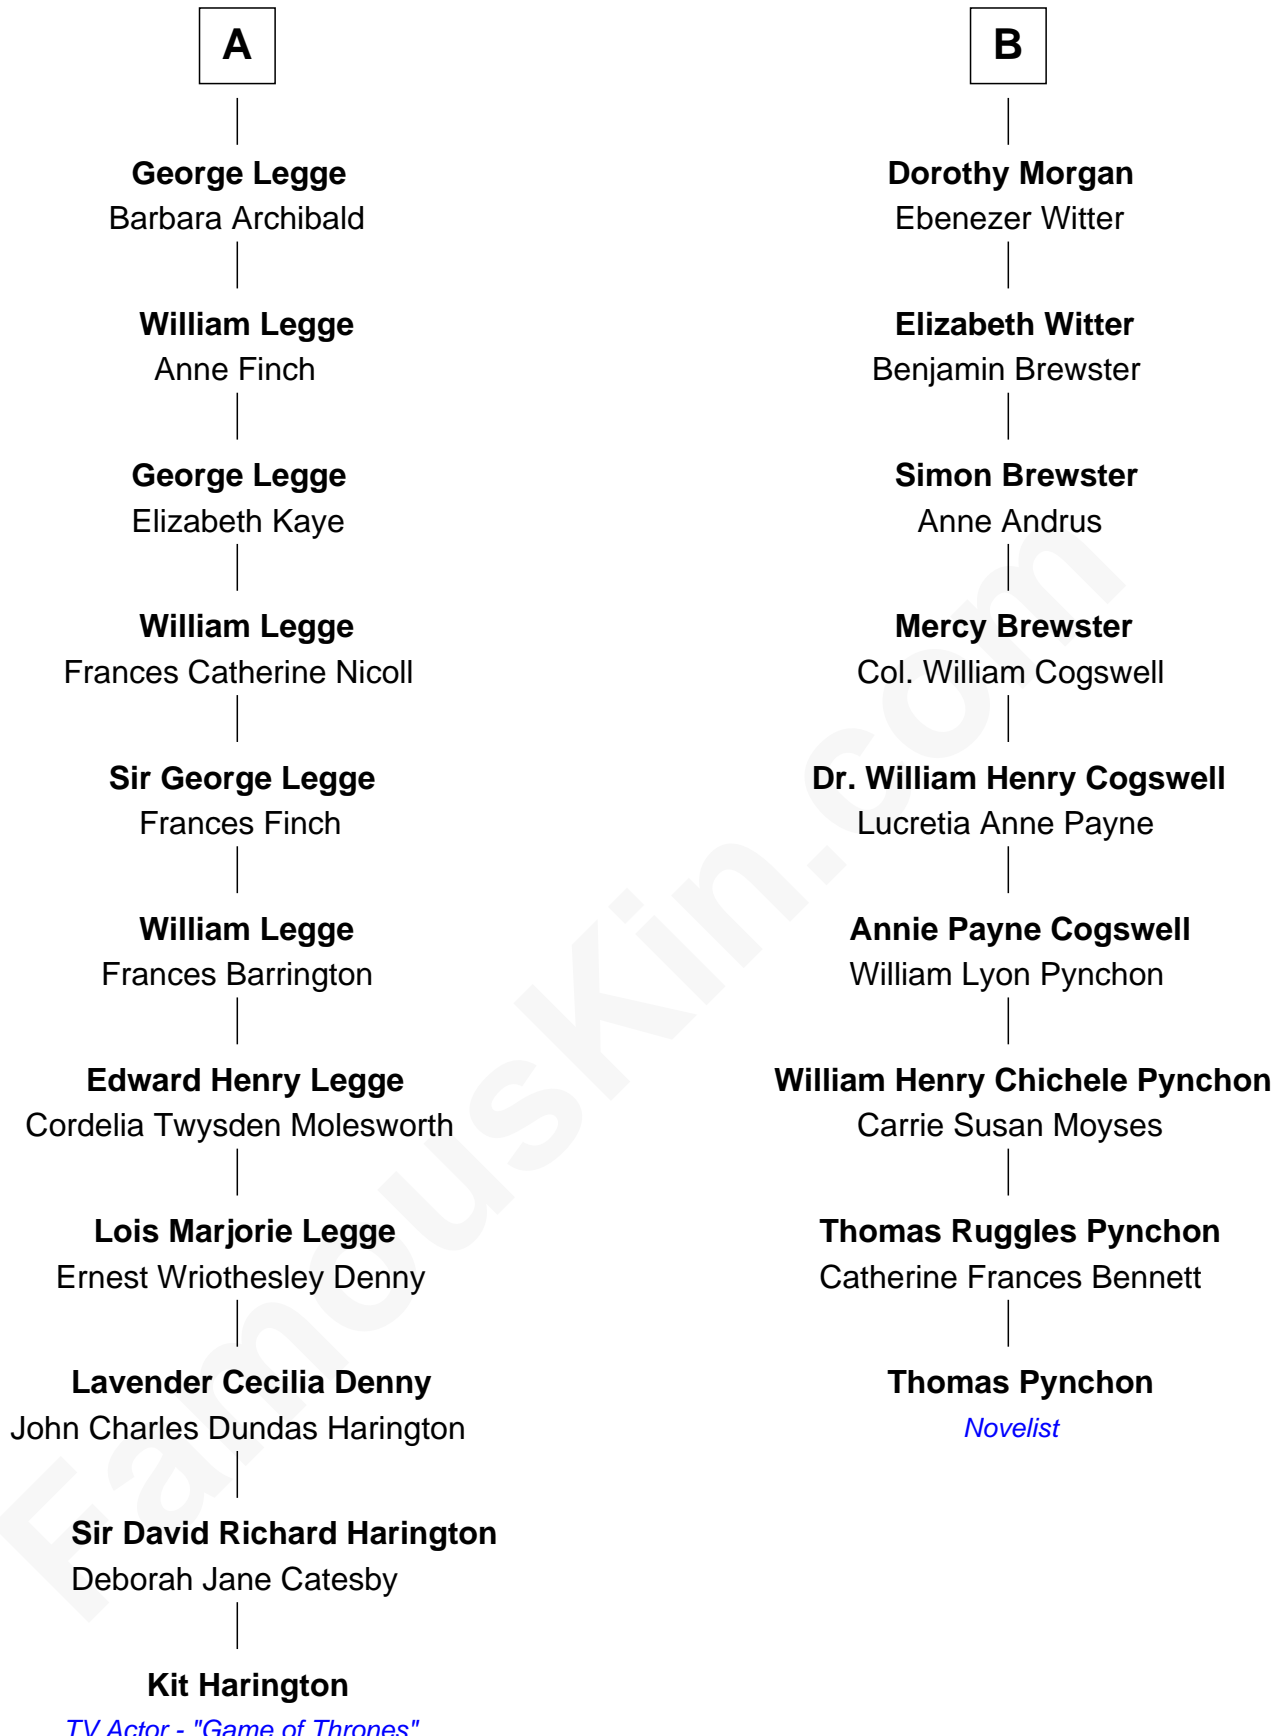 A
George Legge
Barbara Archibald
William Legge
Anne Finch
George Legge
Elizabeth Kaye
William Legge
Frances Catherine Nicoll
Sir George Legge
Frances Finch
William Legge
Frances Barrington
Edward Henry Legge
Cordelia Twysden Molesworth
Lois Marjorie Legge
Ernest Wriothesley Denny
Lavender Cecilia Denny
John Charles Dundas Harington
Sir David Richard Harington
Deborah Jane Catesby
Kit Harington
TV Actor - "Game of Thrones"
B
Dorothy Morgan
Ebenezer Witter
Elizabeth Witter
Benjamin Brewster
Simon Brewster
Anne Andrus
Mercy Brewster
Col. William Cogswell
Dr. William Henry Cogswell
Lucretia Anne Payne
Annie Payne Cogswell
William Lyon Pynchon
William Henry Chichele Pynchon
Carrie Susan Moyses
Thomas Ruggles Pynchon
Catherine Frances Bennett
Thomas Pynchon
Novelist
FamousKin.com